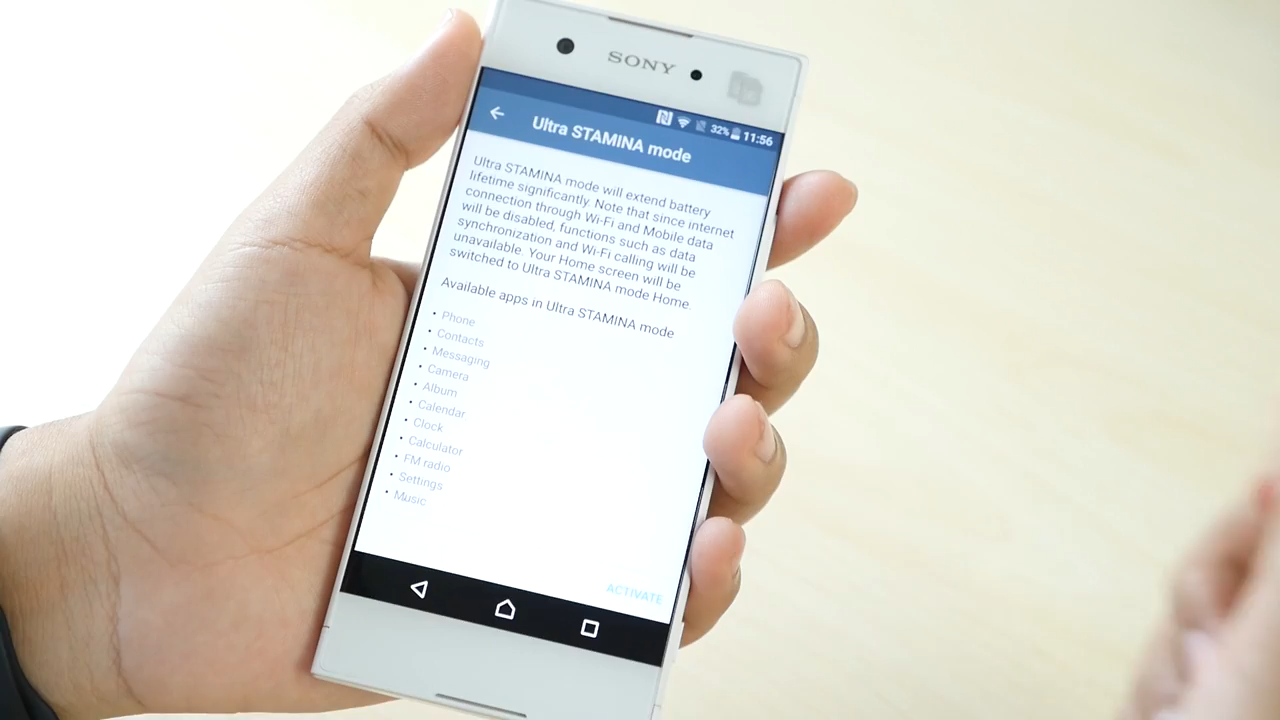 SONY
32% 11:56
Ultra STAMINA mode
Ultra STAMINA mode will extend battery
lifetime significantly. Note that since internet
connection through Wi-Fi and Mobile data
will be disabled, functions such as data
synchronization and Wi-Fi calling will be
unavailable. Your Home screen will be
switched to Ultra STAMINA mode Home.
Available apps in Ultra STAMINA mode
• Phone
• Contacts
• Messaging
• Camera
• Album
• Calendar
• Clock
• Calculator
• FM radio
• Settings
• Music
ACTIVATE